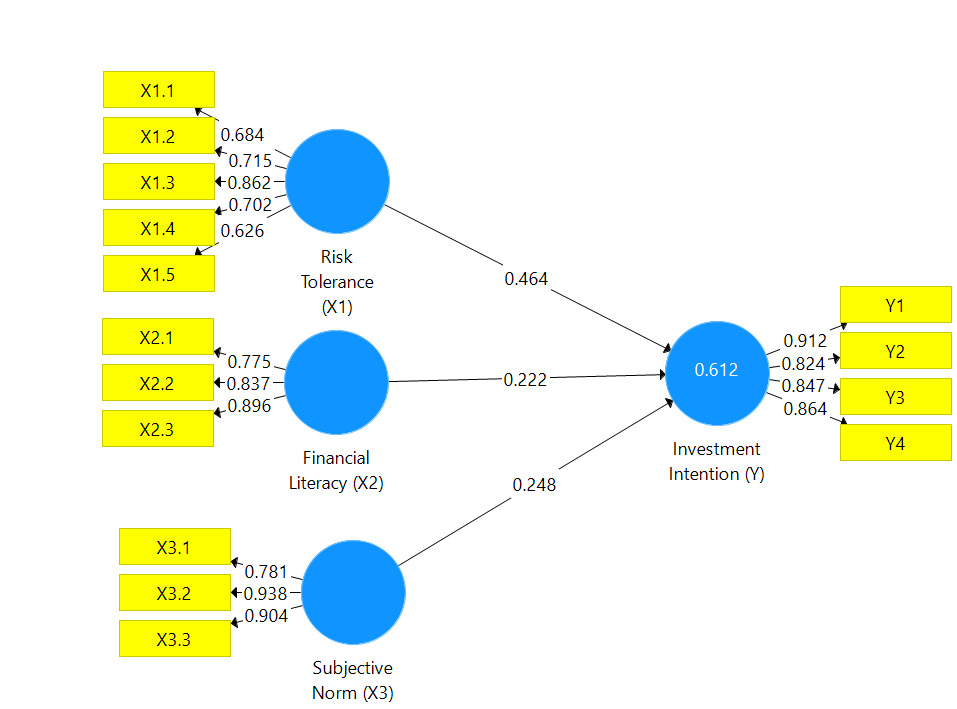 X1.1
X1.2
X1.3
X1.4
X1.5
0.684
0.715
0.862
0.702
0.626
Risk
Tolerance
(X1)
X2.1
X2.2
X2.3
0.775
0.837
0.896
Financial
Literacy (X2)
X3.1
X3.2
X3.3
0.781
0.938
0.904
Subjective
Norm (X3)
0.464
0.222
0.248
0.612
Investment
Intention (Y)
0.912
0.824
0.847
0.864
Y1
Y2
Y3
Y4